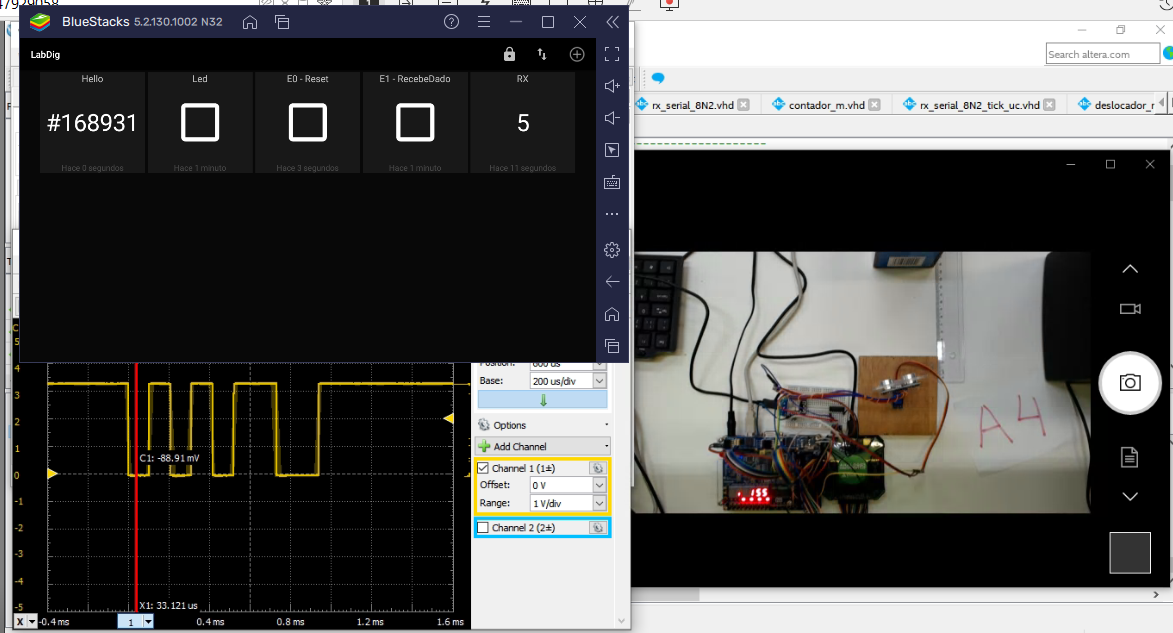 47929058
BlueStacks 5.2.130.1002 N32
LabDig
Hello
Led
E0 - Reset
E1 - RecebeDado
RX
#168931
5
Hace 0 segundos
Hace 1 minuto
Hace 3 segundos
Hace 1 minuto
Hace 11 segundos
Search altera.com
rx_serial_8N2.vhd
contador_m.vhd
rx_serial_8N2_tick_uc.vhd
deslocador_r
A4
.155
4
3
2
1
0
-1
-2
-3
-4
-5
C1: -88.91 mV
X1: 33.121 us
X
-0.4 ms
1
0.4 ms
0.8 ms
1.2 ms
1.6 ms
Position:
600 us
Base:
200 us/div
Options
Add Channel
Channel 1 (1±)
Offset:
0 V
Range:
1 V/div
Channel 2 (2±)